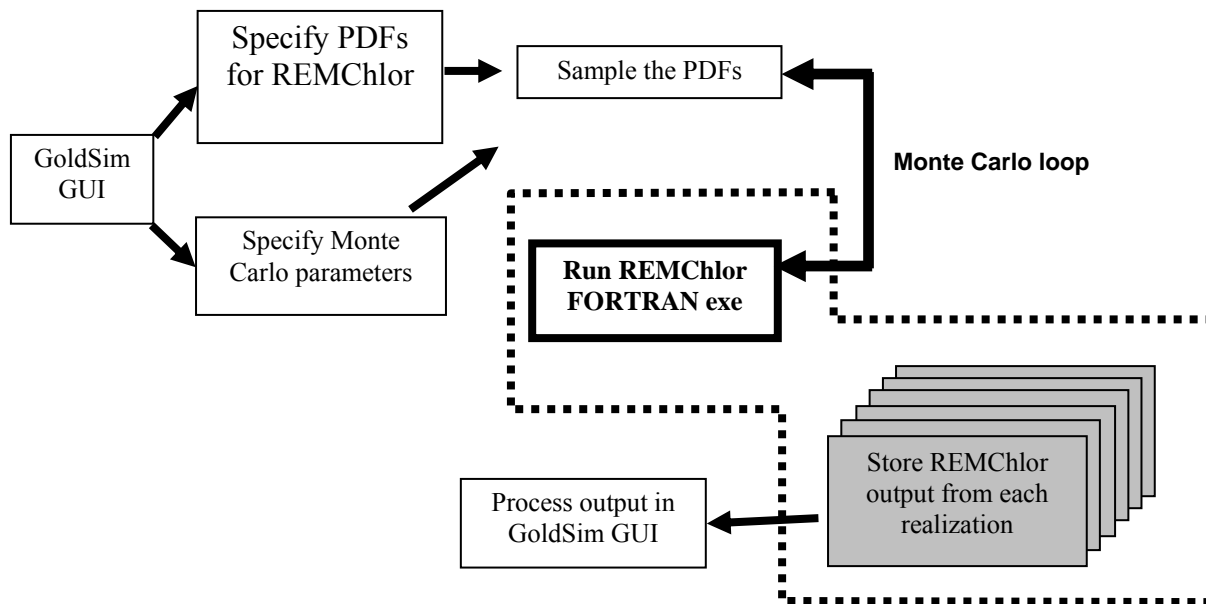 Specify PDFs
for REMChlor
Sample the PDFs
GoldSim
GUI
Monte Carlo loop
Specify Monte
Carlo parameters
Run REMChlor
FORTRAN exe
Store REMChlor
output from each
realization
Process output in
GoldSim GUI